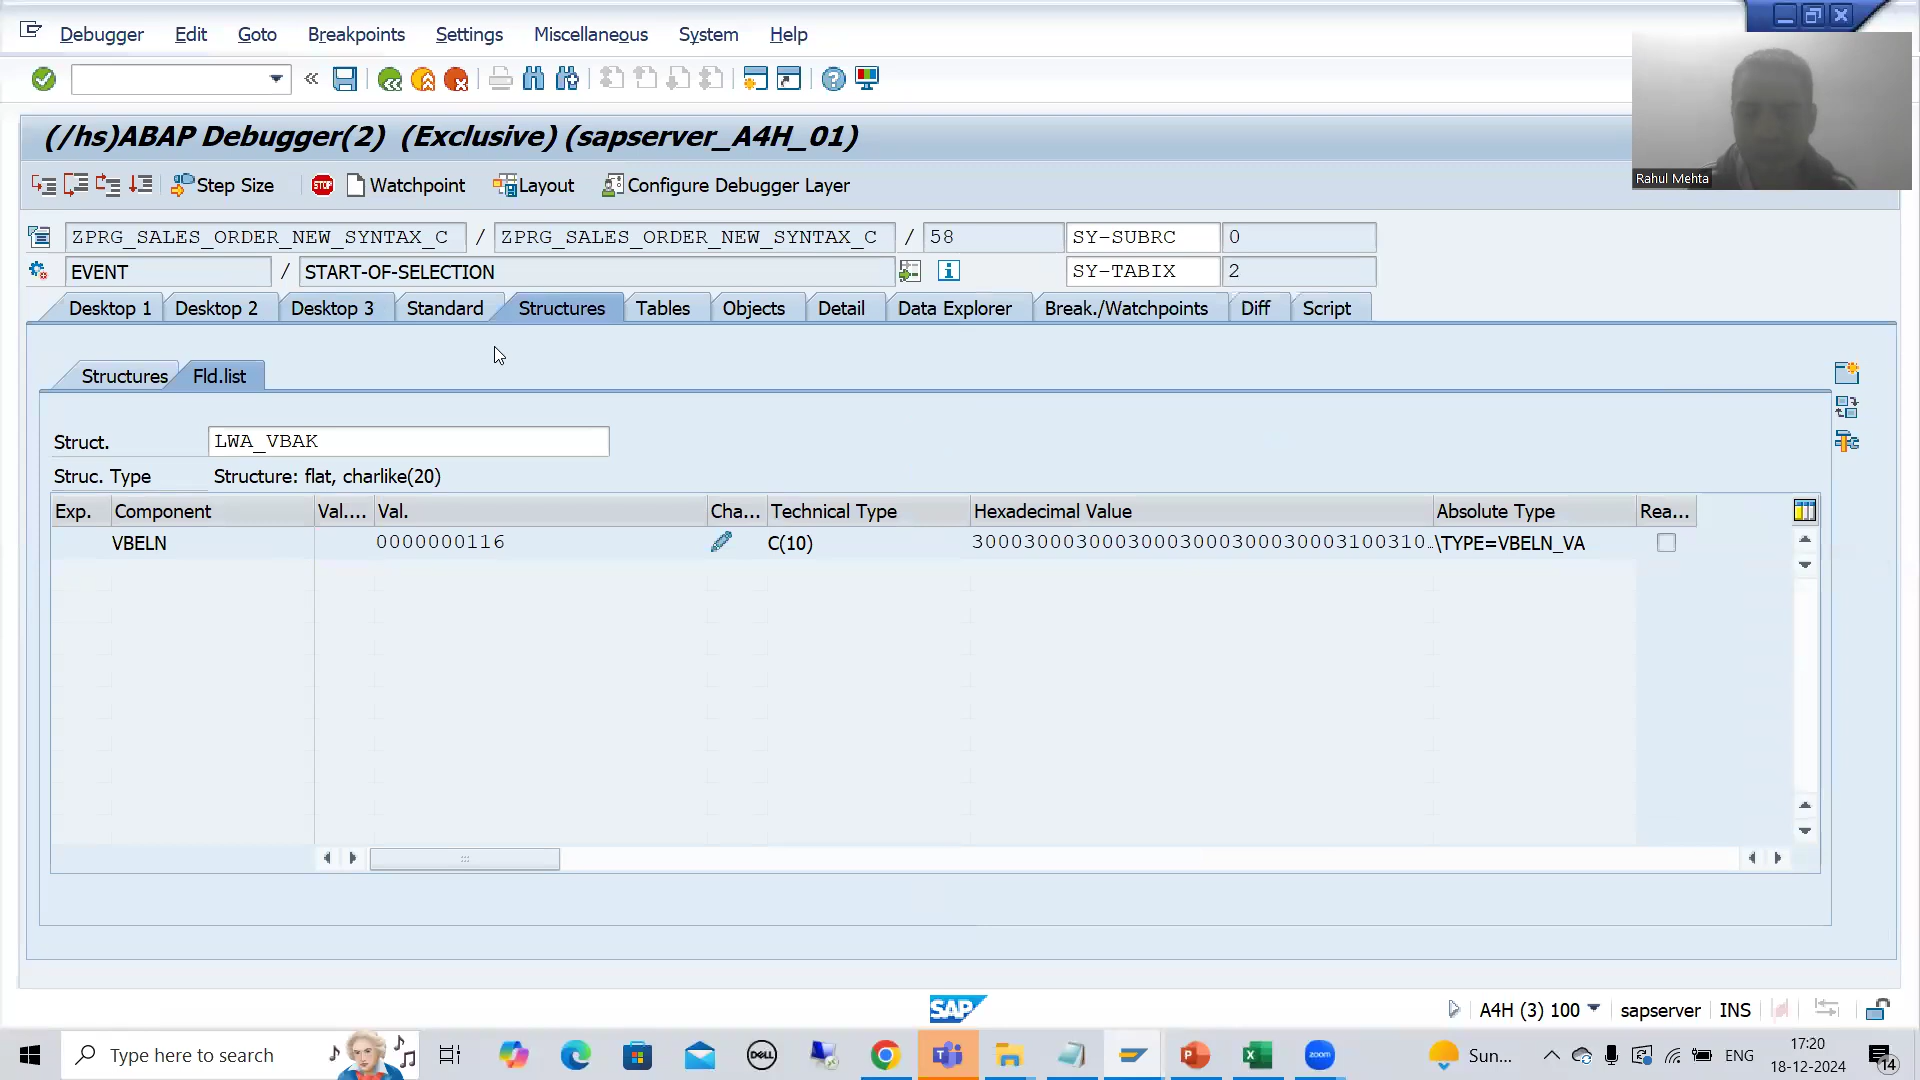 Debugger Edit Goto Breakpoints Settings Miscellaneous System Help
(/hs)ABAP Debugger(2) (Exclusive) (sapserver_A4H_01)
Rahul Mehta
Step Size STOP Watchpoint Layout Configure Debugger Layer
ZPRG_SALES_ORDER_NEW_SYNTAX_C / ZPRG_SALES_ORDER_NEW_SYNTAX_C / 58 SY-SUBRC 0
EVENT / START-OF-SELECTION SY-TABIX 2
Desktop 1 Desktop 2 Desktop 3 Standard Structures Tables Objects Detail Data Explorer Break./Watchpoints Diff Script
Structures Fld.list
Struct. LWA_VBAK
Struc. Type Structure: flat, charlike(20)
Exp. Component Val.... Val. Cha... Technical Type Hexadecimal Value Absolute Type Rea...
VBELN 0000000116 C(10) 30003000300030003000300030003100310… \TYPE=VBELN_VA
SAP A4H (3) 100 sapserver INS
Type here to search DELL zoom Sun... ENG 17:20
18-12-2024 14